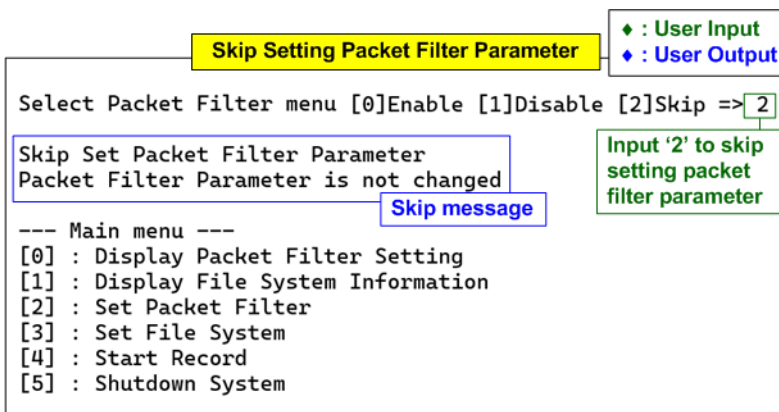 Skip Setting Packet Filter Parameter
♦ : User Input
♦ : User Output
Select Packet Filter menu [0]Enable [1]Disable [2]Skip => 2
Input ‘2’ to skip
setting packet
filter parameter
Skip Set Packet Filter Parameter
Packet Filter Parameter is not changed
Skip message
--- Main menu ---
[0] : Display Packet Filter Setting
[1] : Display File System Information
[2] : Set Packet Filter
[3] : Set File System
[4] : Start Record
[5] : Shutdown System